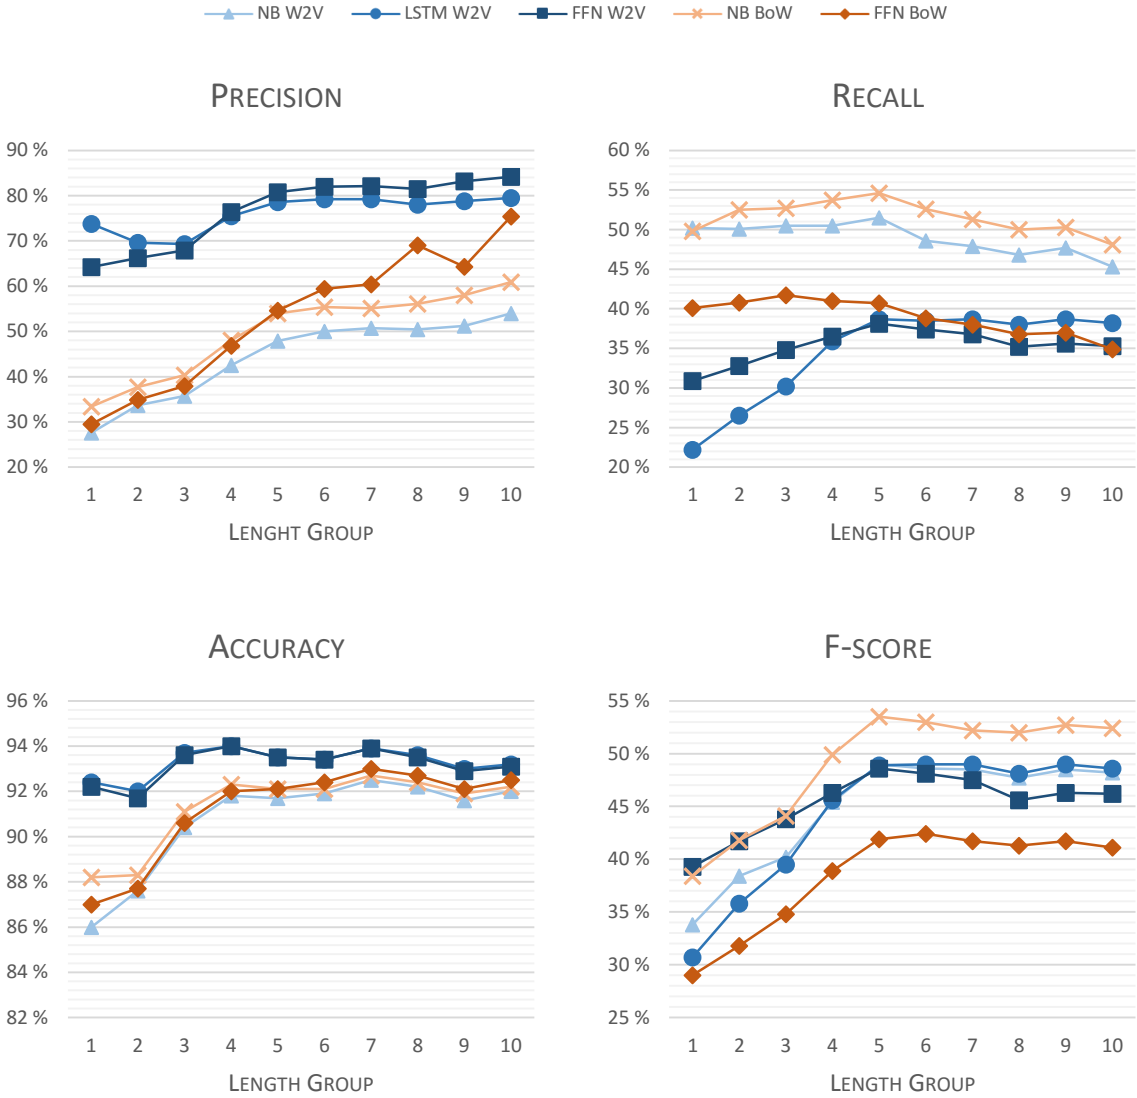 NB W2V LSTM W2V FFN W2V NB BoW FFN BoW
PRECISION
90 %
80 %
70 %
60 %
50 %
40 %
30 %
20 %
1 2 3 4 5 6 7 8 9 10
LENGHT GROUP
RECALL
60 %
55 %
50 %
45 %
40 %
35 %
30 %
25 %
20 %
1 2 3 4 5 6 7 8 9 10
LENGTH GROUP
ACCURACY
96 %
94 %
92 %
90 %
88 %
86 %
84 %
82 %
1 2 3 4 5 6 7 8 9 10
LENGTH GROUP
F-SCORE
55 %
50 %
45 %
40 %
35 %
30 %
25 %
1 2 3 4 5 6 7 8 9 10
LENGTH GROUP